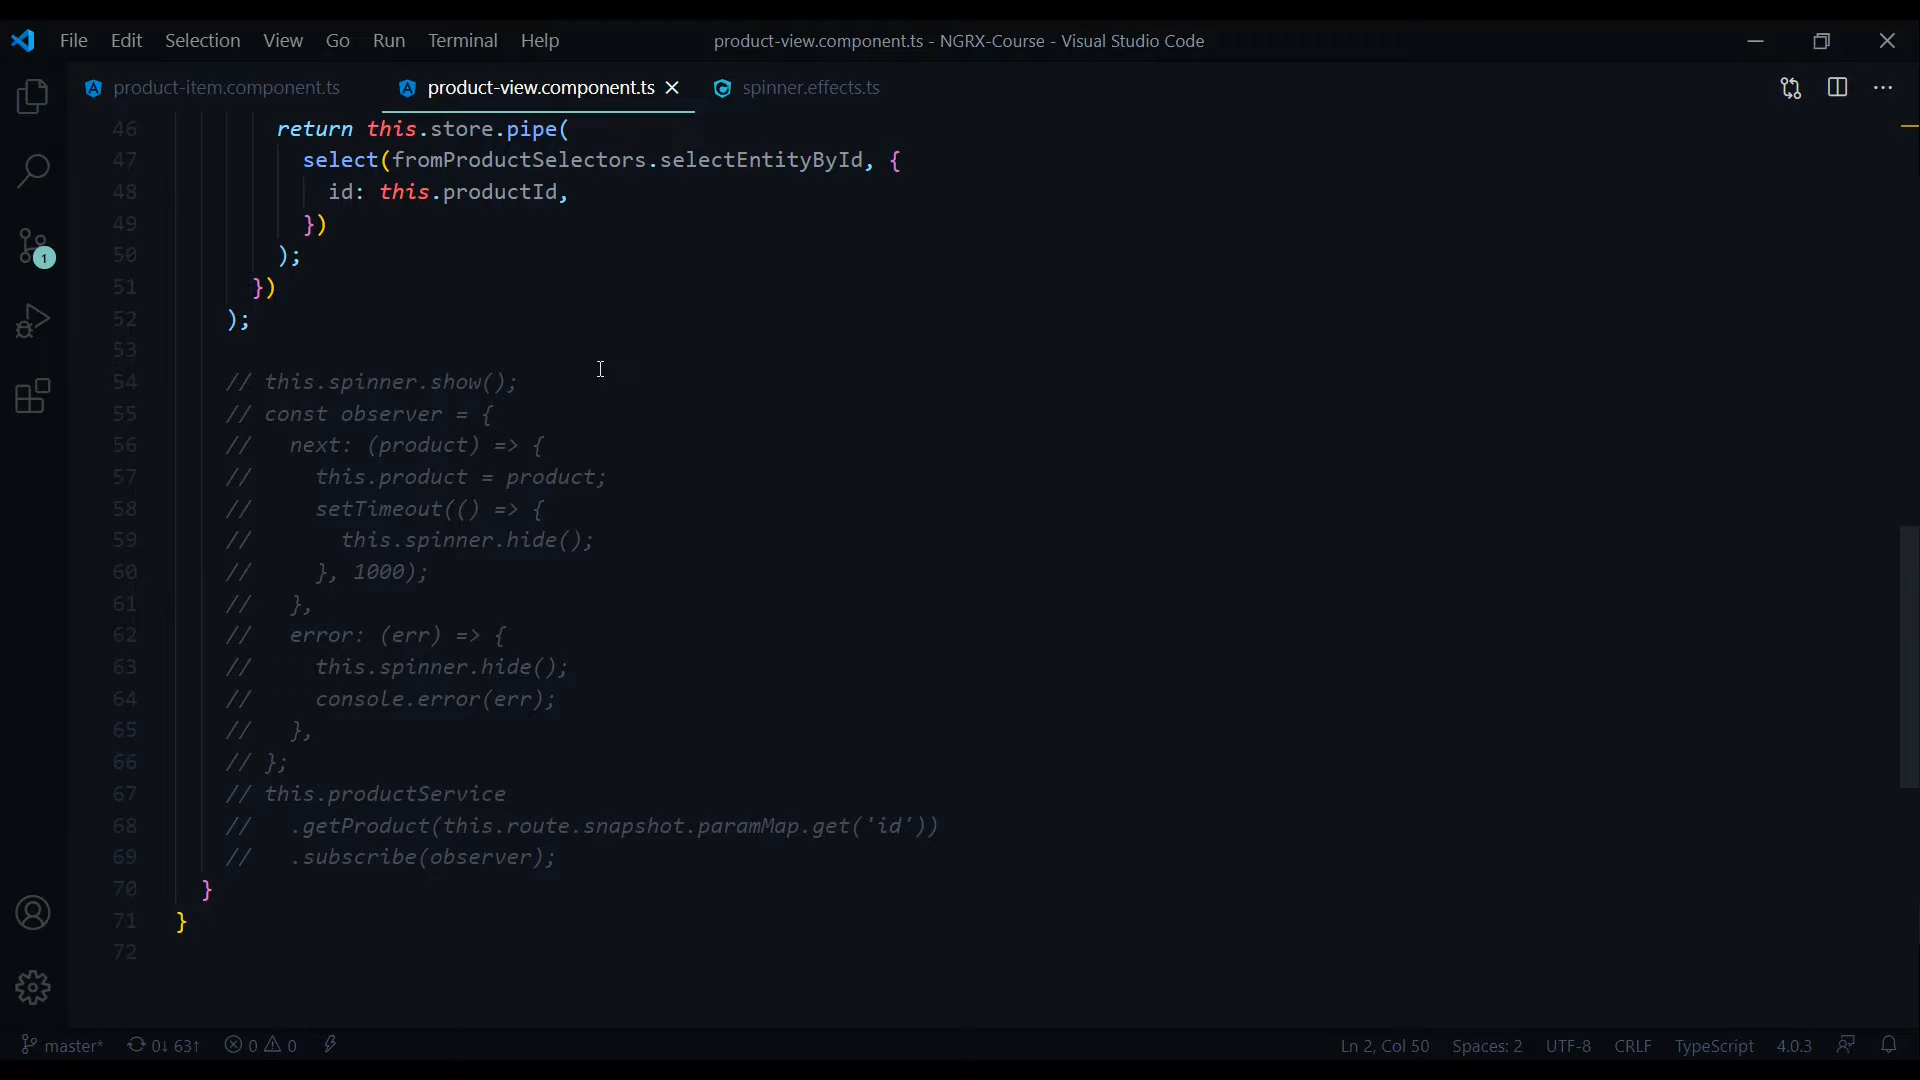 File Edit Selection View Go Run Terminal Help product-view.component.ts - NGRX-Course - Visual Studio Code
product-item.component.ts product-view.component.ts spinner.effects.ts
46 return this.store.pipe(
47 select(fromProductSelectors.selectEntityById, {
48 id: this.productId,
49 })
50 );
51 })
52 );
53
54 // this.spinner.show();
55 // const observer = {
56 // next: (product) => {
57 // this.product = product;
58 // setTimeout(() => {
59 // this.spinner.hide();
60 // }, 1000);
61 // },
62 // error: (err) => {
63 // this.spinner.hide();
64 // console.error(err);
65 // },
66 // };
67 // this.productService
68 // .getProduct(this.route.snapshot.paramMap.get('id'))
69 // .subscribe(observer);
70 }
71 }
72
1
master* 0↓ 63↑ 0 0 Ln 2, Col 50 Spaces: 2 UTF-8 CRLF TypeScript 4.0.3